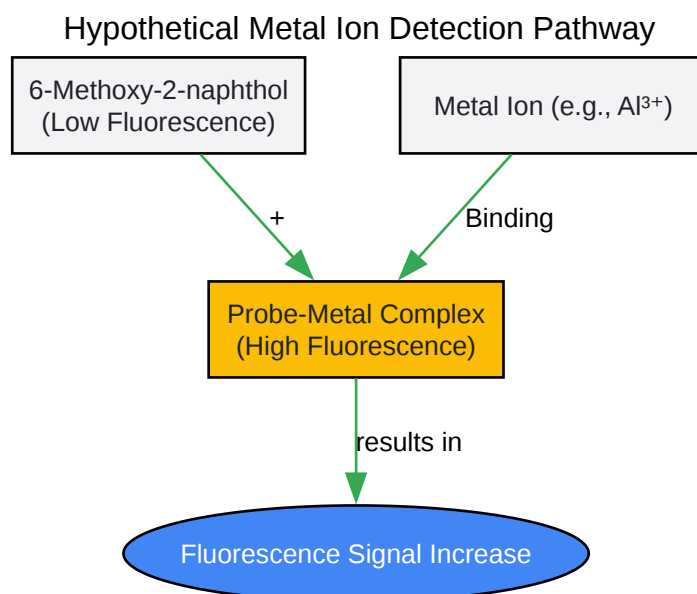 Hypothetical Metal Ion Detection Pathway
6-Methoxy-2-naphthol
(Low Fluorescence)
Metal Ion (e.g., Al³⁺)
+
Binding
Probe-Metal Complex
(High Fluorescence)
results in
Fluorescence Signal Increase